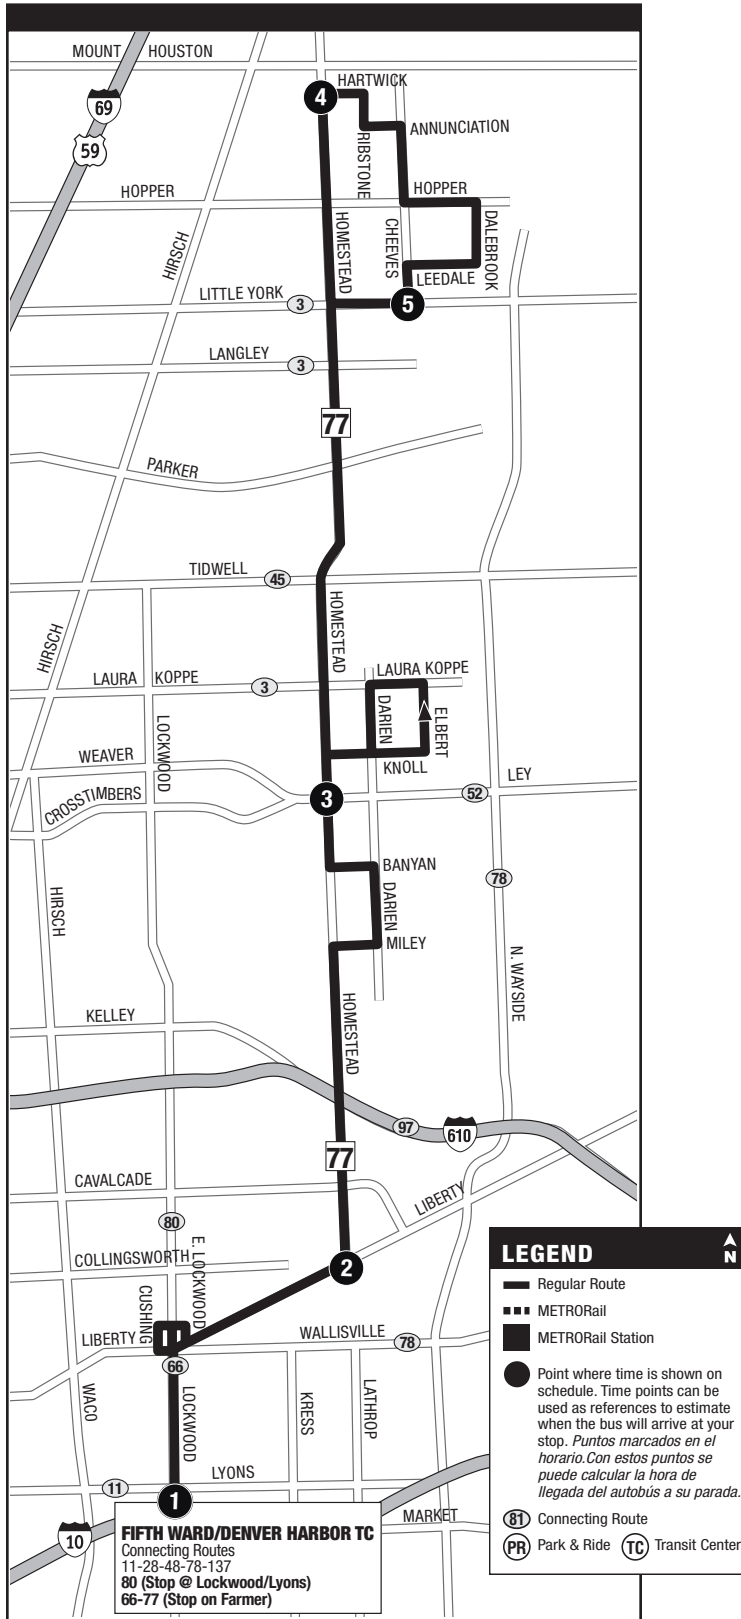 MOUNT HOUSTON
HARTWICK
4
69
59
ANNUNCIATION
RIBSTONE
HOPPER
HOPPER
HOMESTEAD
CHEEVES
DALEBROOK
HIRSCH
LEEDALE
LITTLE YORK
3
5
LANGLEY
3
77
PARKER
TIDWELL
45
HOMESTEAD
HIRSCH
LAURA KOPPE
LAURA KOPPE
3
DARIEN
ELBERT
LOCKWOOD
WEAVER
KNOLL
LEY
CROSSTIMBERS
3
52
BANYAN
78
DARIEN
HIRSCH
MILEY
N. WAYSIDE
HOMESTEAD
KELLEY
97
610
77
CAVALCADE
LIBERTY
80
E. LOCKWOOD
COLLINGSWORTH
2
CUSHING
LIBERTY
WALLISVILLE
78
66
WACO
LOCKWOOD
KRESS
LATHROP
LYONS
11
1
MARKET
10
FIFTH WARD/DENVER HARBOR TC
Connecting Routes
11-28-48-78-137
80 (Stop @ Lockwood/Lyons)
66-77 (Stop on Farmer)
LEGEND
N
Regular Route
METRORail
METRORail Station
Point where time is shown on
schedule. Time points can be
used as references to estimate
when the bus will arrive at your
stop. Puntos marcados en el
horario.Con estos puntos se
puede calcular la hora de
llegada del autobús a su parada.
81 Connecting Route
PR Park & Ride TC Transit Center